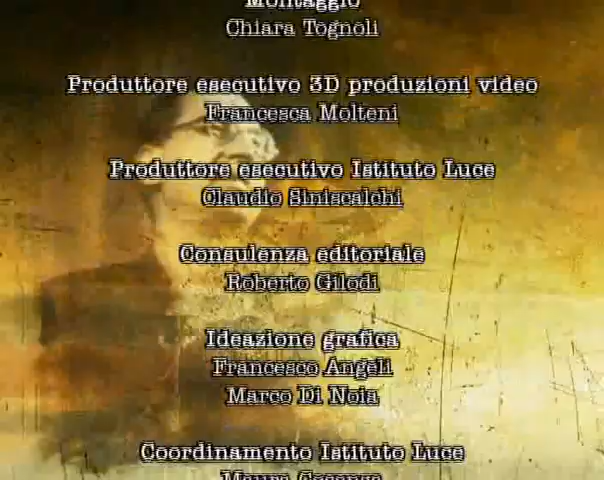 Montaggio
Chiara Tognoli
Produttore esecutivo 3D produzioni video
Francesca Molteni
Produttore esecutivo Istituto Luce
Claudio Siniscalchi
Consulenza editoriale
Roberto Gilodi
Ideazione grafica
Francesco Angeli
Marco Di Noia
Coordinamento Istituto Luce